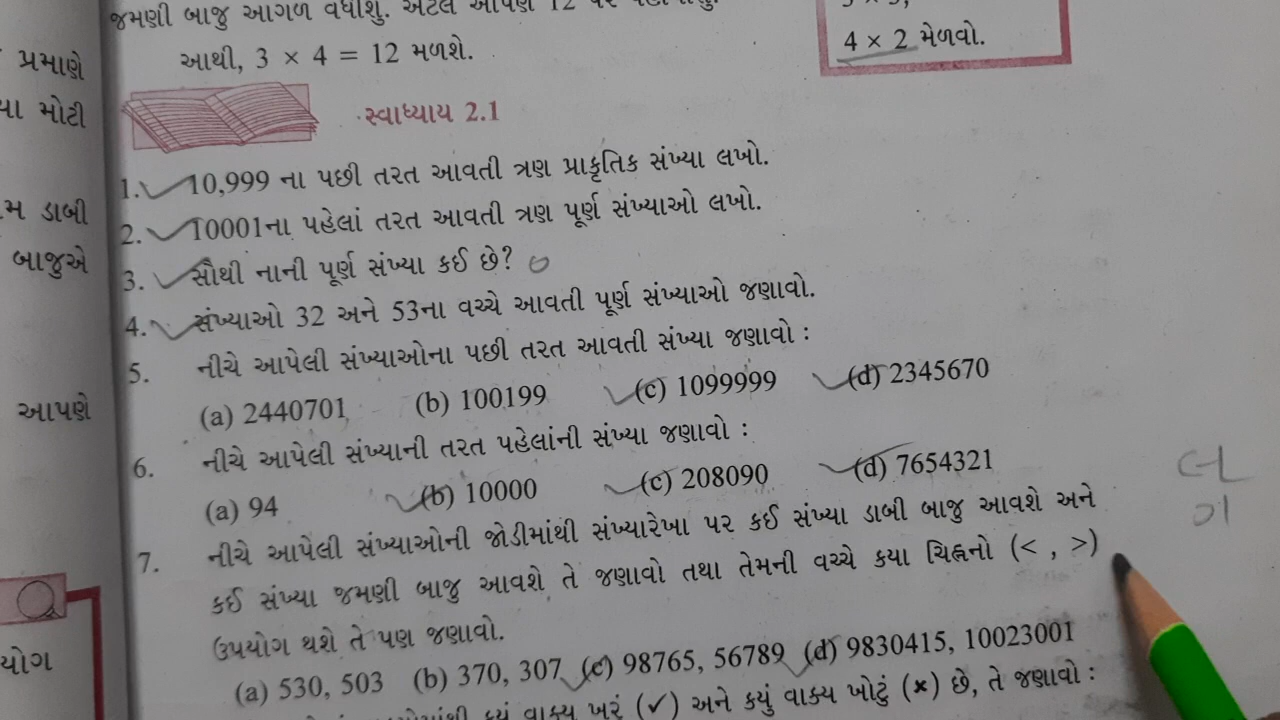 જમણી બાજુ આગળ વધીશું. એટલે આપણે 12 પર
આથી, 3 × 4 = 12 મળશે.
4 × 2 મેળવો.
પ્રમાણે
મોટી
ડાબી
બાજુએ
આપણે
સ્વાધ્યાય 2.1
1. 10,999 ના પછી તરત આવતી ત્રણ પ્રાકૃતિક સંખ્યા લખો.
2. 10001ના પહેલાં તરત આવતી ત્રણ પૂર્ણ સંખ્યાઓ લખો.
3. સૌથી નાની પૂર્ણ સંખ્યા કઈ છે? 0
4. સંખ્યાઓ 32 અને 53ના વચ્ચે આવતી પૂર્ણ સંખ્યાઓ જણાવો.
5. નીચે આપેલી સંખ્યાઓના પછી તરત આવતી સંખ્યા જણાવો :
(a) 2440701 (b) 100199 (c) 1099999 (d) 2345670
6. નીચે આપેલી સંખ્યાની તરત પહેલાંની સંખ્યા જણાવો :
(a) 94 (b) 10000 (c) 208090 (d) 7654321
7. નીચે આપેલી સંખ્યાઓની જોડીમાંથી સંખ્યારેખા પર કઈ સંખ્યા ડાબી બાજુ આવશે અને
કઈ સંખ્યા જમણી બાજુ આવશે તે જણાવો તથા તેમની વચ્ચે કયા ચિહ્નનો (< , >)
ઉપયોગ થશે તે પણ જણાવો.
(a) 530, 503 (b) 370, 307 (c) 98765, 56789 (d) 9830415, 10023001
કયું વાક્ય ખરું (✓) અને કયું વાક્ય ખોટું (×) છે, તે જણાવો :